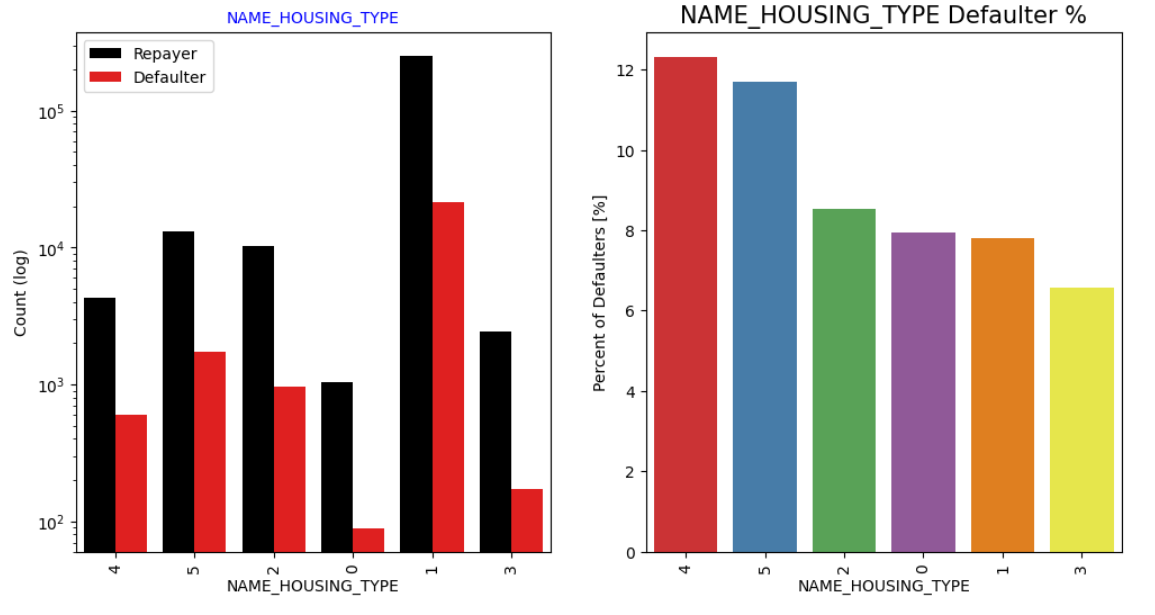 NAME_HOUSING_TYPE
Repayer
Defaulter
10^5
10^4
10^3
10^2
Count (log)
4
5
2
0
1
3
NAME_HOUSING_TYPE
NAME_HOUSING_TYPE Defaulter %
12
10
8
6
4
2
0
Percent of Defaulters [%]
4
5
2
0
1
3
NAME_HOUSING_TYPE